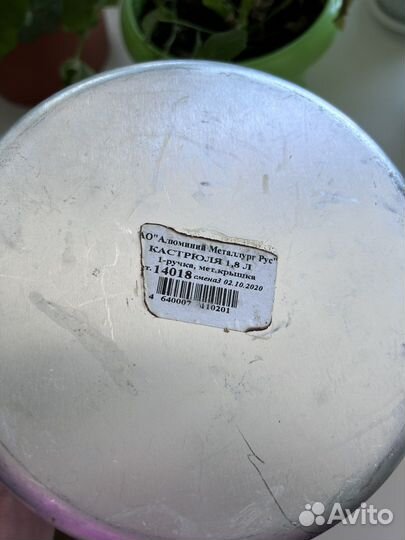 АО"Алюминий Металлург Рус"
КАСТРЮЛЯ 1,8 Л
1-ручка, мет.крышка
т. 14018 смена3 02.10.2020
4 640007 110201
Avito